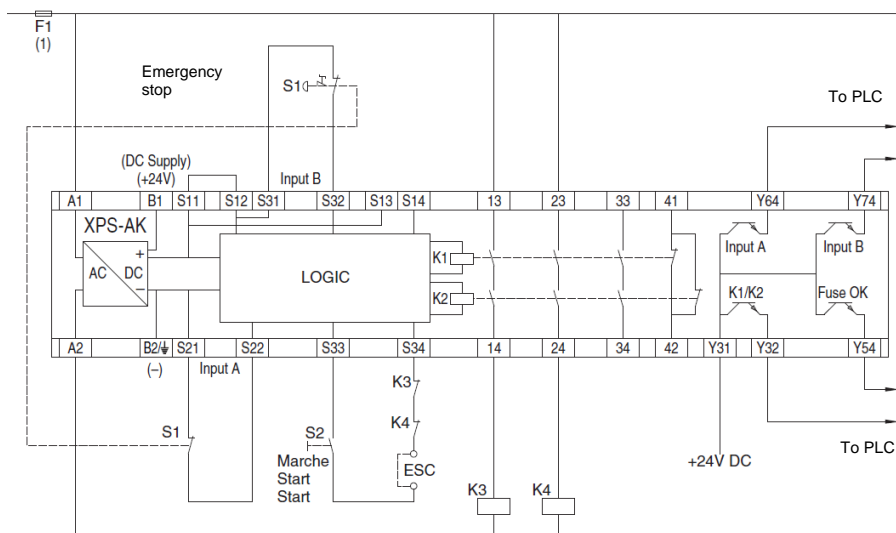 F1
(1)
Emergency
stop
S1
To PLC
(DC Supply)
(+24V)
Input B
A1 B1 S11 S12 S31 S32 S13 S14 13 23 33 41 Y64 Y74
XPS-AK
AC DC + −
LOGIC
K1
K2
Input A
Input B
K1/K2
Fuse OK
A2 B2/⏚ S21 S22 S33 S34 14 24 34 42 Y31 Y32 Y54
(–)
Input A
K3
K4
S1
S2
ESC
Marche
Start
Start
To PLC
+24V DC
K3
K4